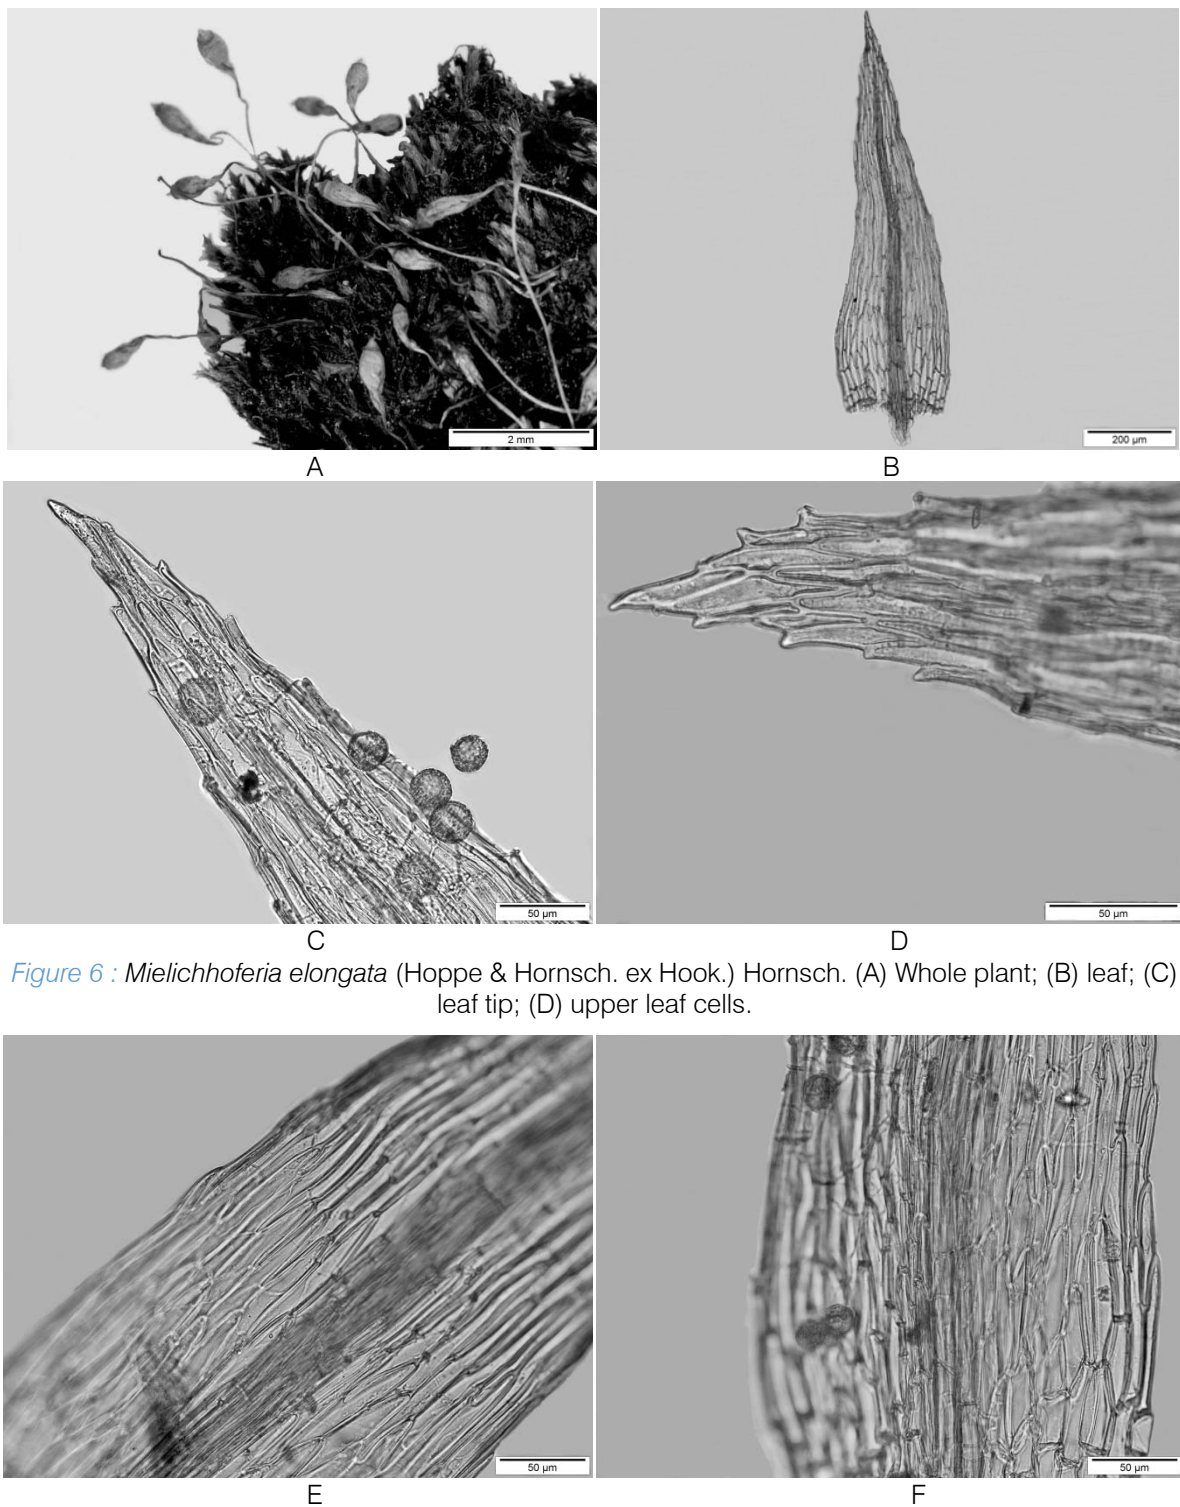 2 mm
200 µm
A
B
50 µm
50 µm
C
D
Figure 6 : Mielichhoferia elongata (Hoppe & Hornsch. ex Hook.) Hornsch. (A) Whole plant; (B) leaf; (C)
leaf tip; (D) upper leaf cells.
50 µm
50 µm
E
F